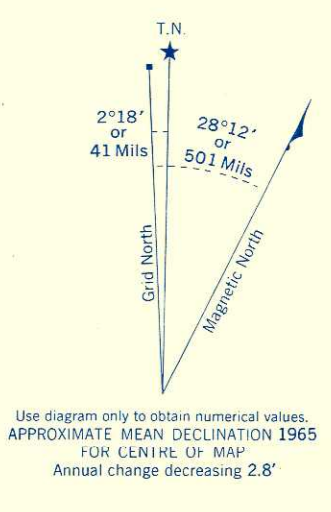 T.N.
2°18′
or
41 Mils
28°12′
or
501 Mils
Grid North
Magnetic North
Use diagram only to obtain numerical values.
APPROXIMATE MEAN DECLINATION 1965
FOR CENTRE OF MAP
Annual change decreasing 2.8′